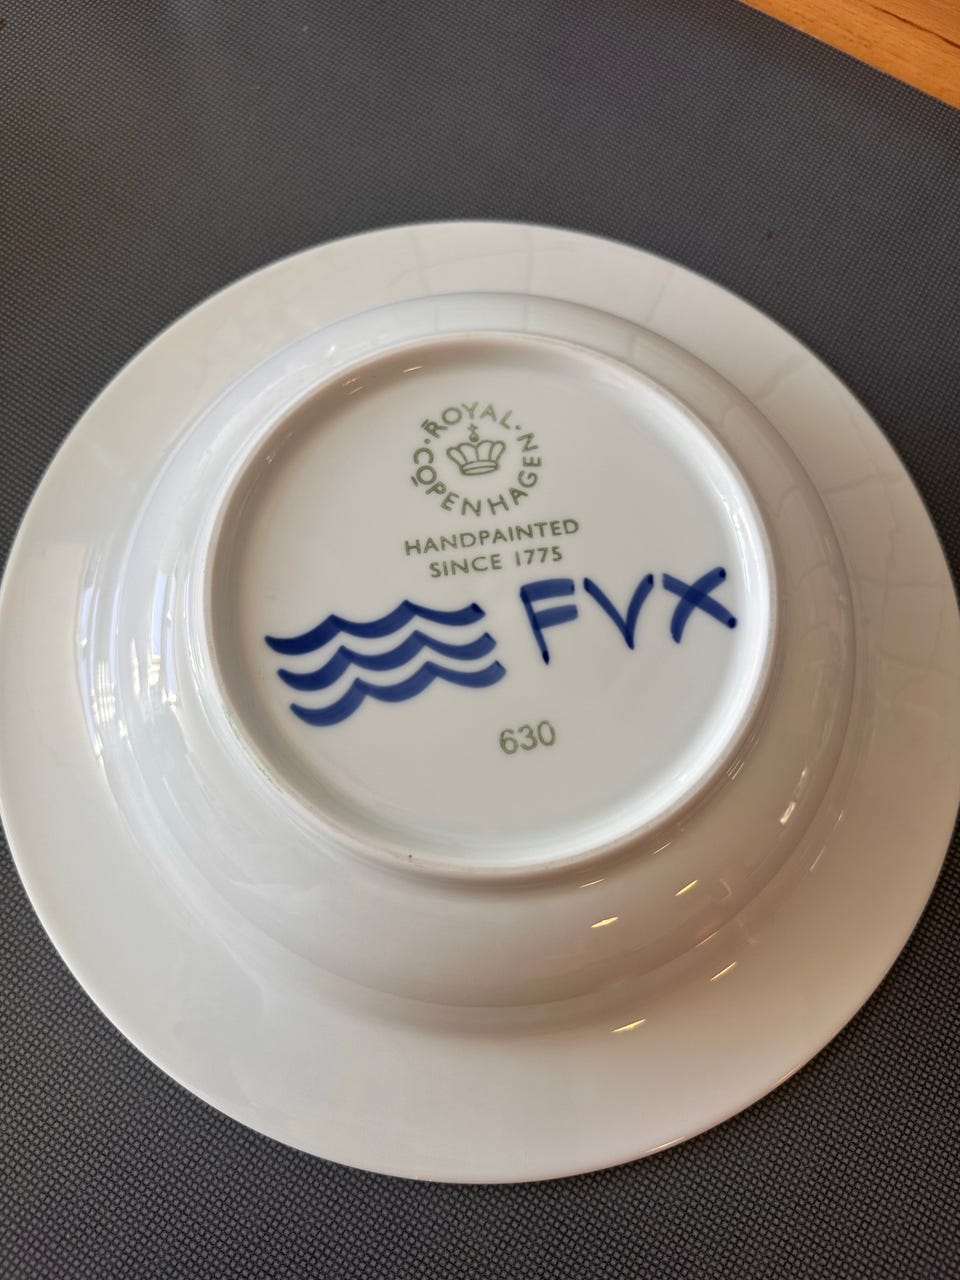 ROYAL · COPENHAGEN ·
HANDPAINTED
SINCE 1775
FVX
630